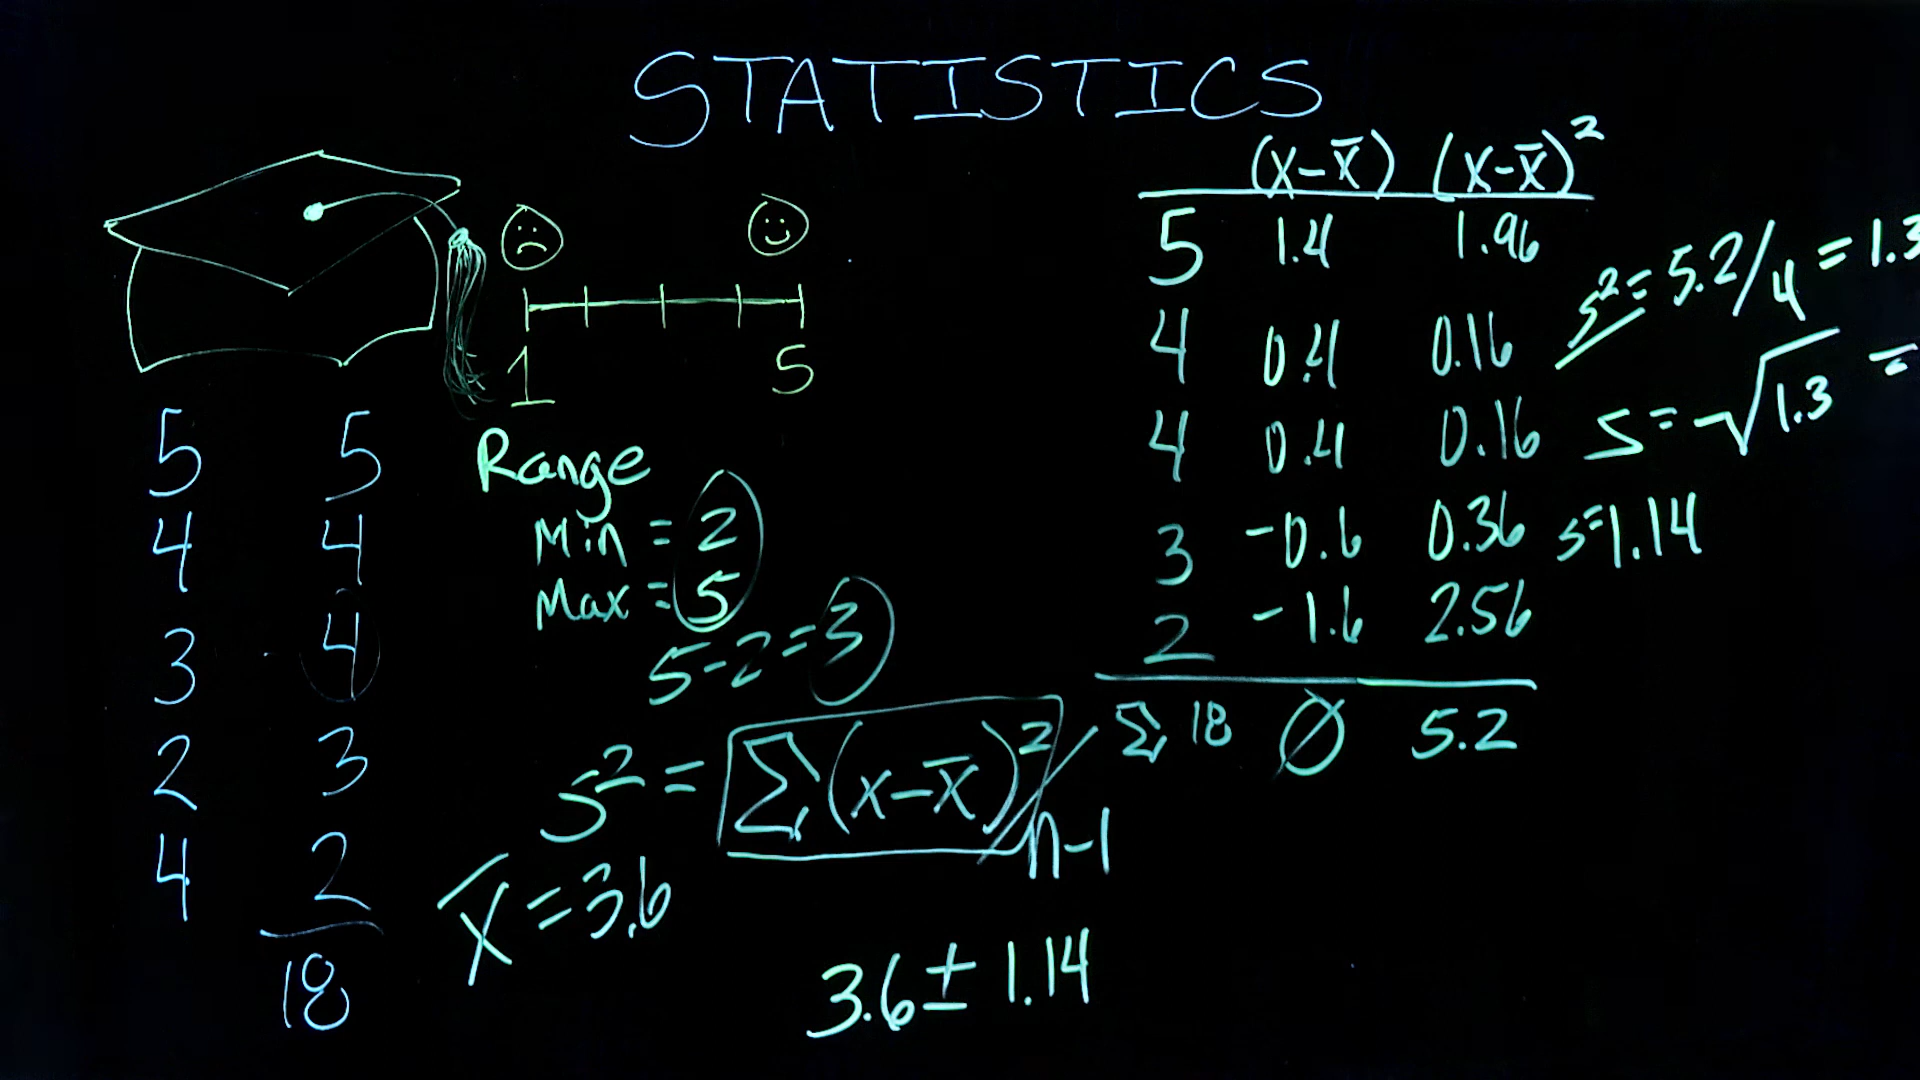 STATISTICS
1 5
5 5
4 4
3 4
2 3
4 2
18
Range
Min = 2
Max = 5
5-2=3
s² = Σ(x-x̄)²/n-1
x̄ = 3.6
3.6 ± 1.14
(x-x̄) (x-x̄)²
5 1.4 1.96
4 0.4 0.16
4 0.4 0.16
3 -0.6 0.36
2 -1.6 2.56
Σ 18 Ø 5.2
s² = 5.2/4 = 1.3
s = √1.3 =
s=1.14